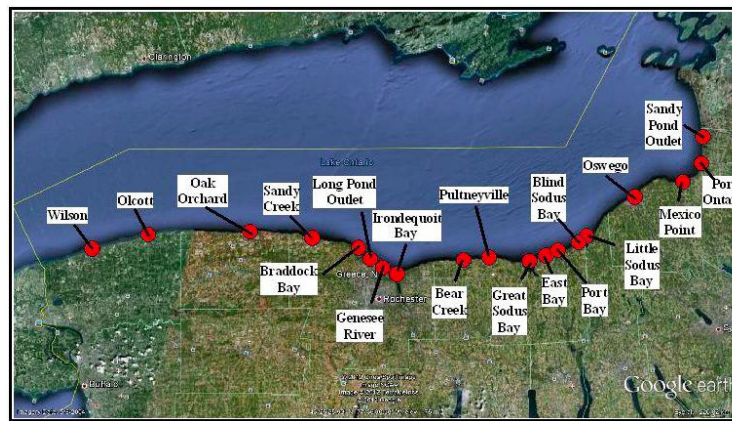 Clarington
Lake Ontario
Sandy
Pond
Outlet
Oswego
Blind
Sodus
Bay
Pultneyville
Long Pond
Outlet
Irondequoit
Bay
Sandy
Creek
Oak
Orchard
Olcott
Wilson
Mexico
Point
Little
Sodus
Bay
Port
Bay
East
Bay
Great
Sodus
Bay
Bear
Creek
Braddock
Bay
Genesee
River
Greece, N
Rochester
Buffalo
Google earth